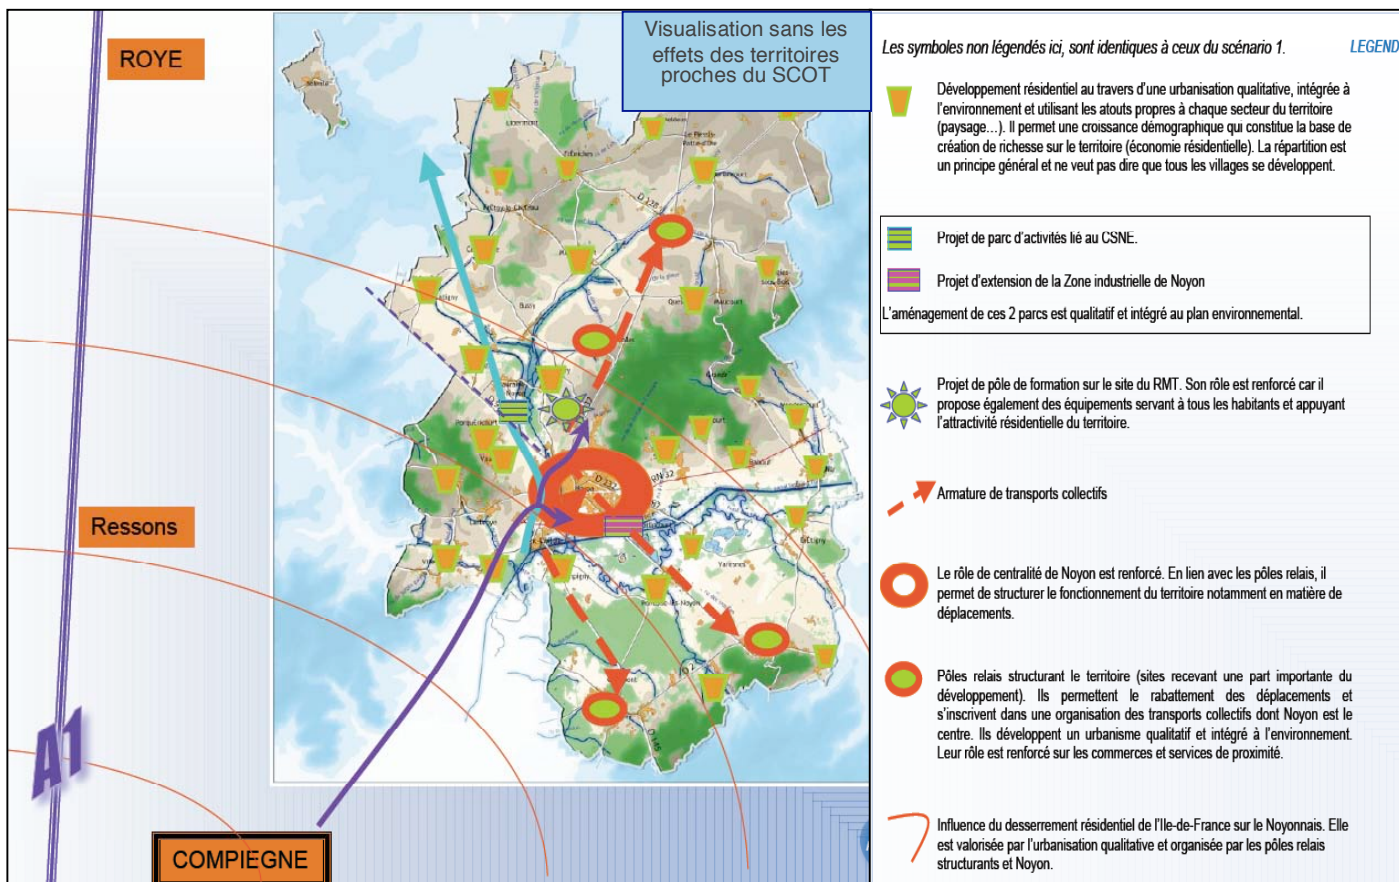 ROYE
Visualisation sans les
effets des territoires
proches du SCOT
Ressons
A1
COMPIEGNE
Libermont
Bussy
D 128
Noyon
D 932
RN 32
Varesnes
D 145
Les symboles non légendés ici, sont identiques à ceux du scénario 1.
LEGEND
Développement résidentiel au travers d'une urbanisation qualitative, intégrée à
l'environnement et utilisant les atouts propres à chaque secteur du territoire
(paysage…). Il permet une croissance démographique qui constitue la base de
création de richesse sur le territoire (économie résidentielle). La répartition est
un principe général et ne veut pas dire que tous les villages se développent.
Projet de parc d'activités lié au CSNE.
Projet d'extension de la Zone industrielle de Noyon
L'aménagement de ces 2 parcs est qualitatif et intégré au plan environnemental.
Projet de pôle de formation sur le site du RMT. Son rôle est renforcé car il
propose également des équipements servant à tous les habitants et appuyant
l'attractivité résidentielle du territoire.
Armature de transports collectifs
Le rôle de centralité de Noyon est renforcé. En lien avec les pôles relais, il
permet de structurer le fonctionnement du territoire notamment en matière de
déplacements.
Pôles relais structurant le territoire (sites recevant une part importante du
développement). Ils permettent le rabattement des déplacements et
s'inscrivent dans une organisation des transports collectifs dont Noyon est le
centre. Ils développent un urbanisme qualitatif et intégré à l'environnement.
Leur rôle est renforcé sur les commerces et services de proximité.
Influence du desserrement résidentiel de l'Ile-de-France sur le Noyonnais. Elle
est valorisée par l'urbanisation qualitative et organisée par les pôles relais
structurants et Noyon.